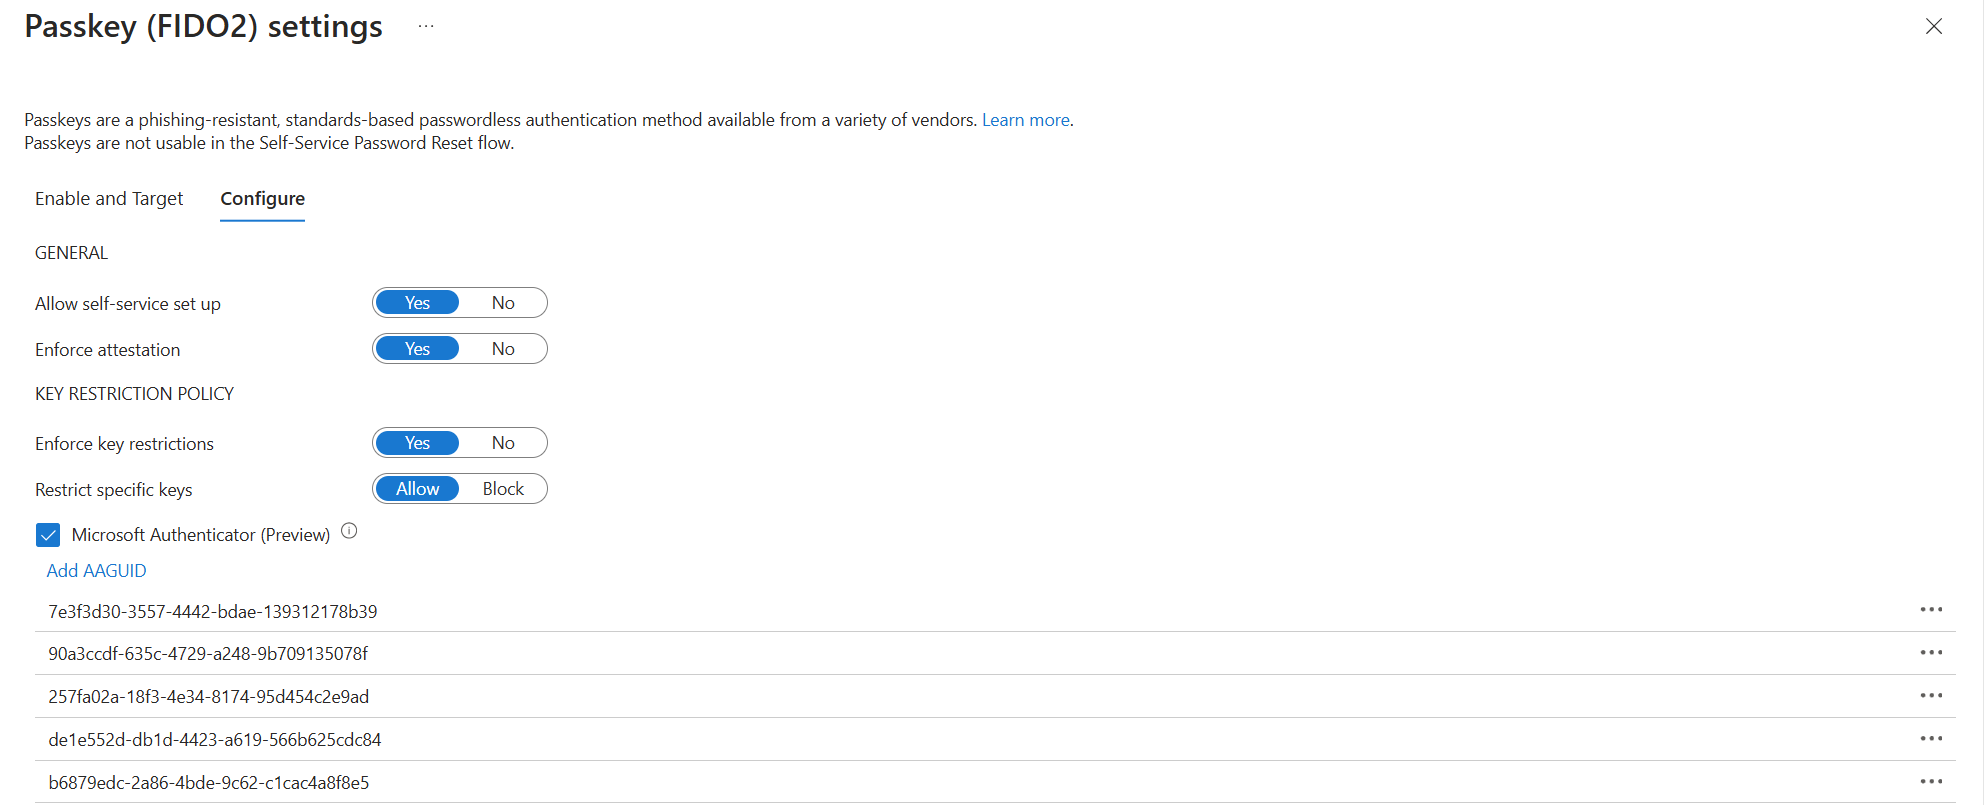 Passkey (FIDO2) settings ...
Passkeys are a phishing-resistant, standards-based passwordless authentication method available from a variety of vendors. Learn more.
Passkeys are not usable in the Self-Service Password Reset flow.
Enable and Target Configure
GENERAL
Allow self-service set up Yes No
Enforce attestation Yes No
KEY RESTRICTION POLICY
Enforce key restrictions Yes No
Restrict specific keys Allow Block
Microsoft Authenticator (Preview)
Add AAGUID
7e3f3d30-3557-4442-bdae-139312178b39
90a3ccdf-635c-4729-a248-9b709135078f
257fa02a-18f3-4e34-8174-95d454c2e9ad
de1e552d-db1d-4423-a619-566b625cdc84
b6879edc-2a86-4bde-9c62-c1cac4a8f8e5